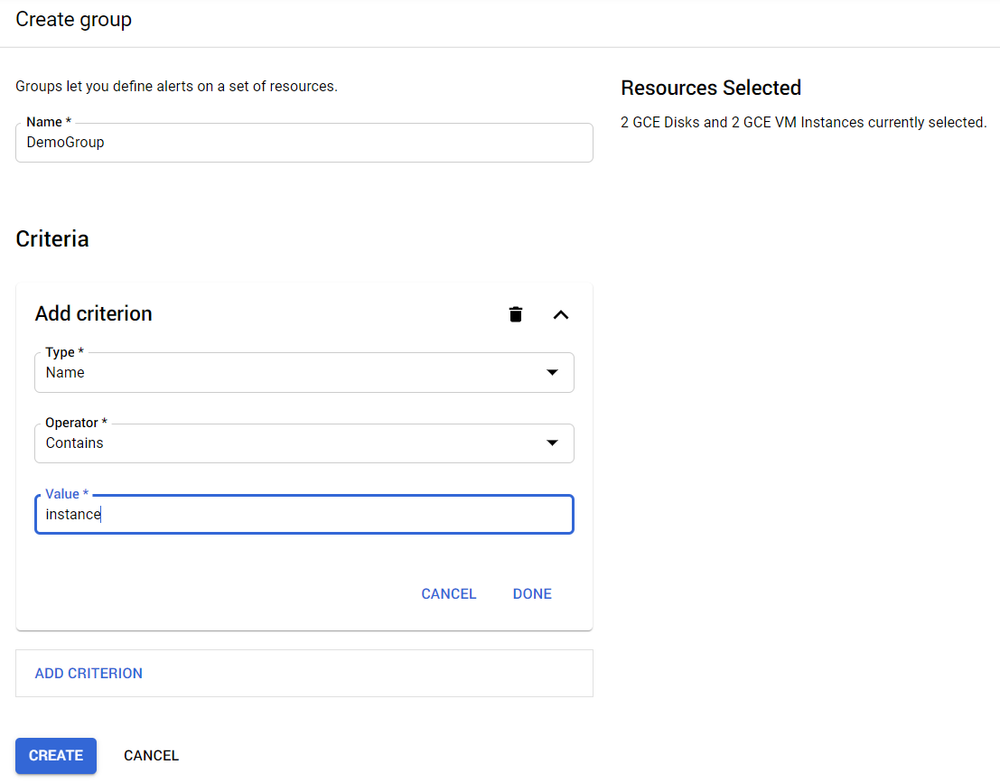 Create group
Groups let you define alerts on a set of resources.
Name *
DemoGroup
Resources Selected
2 GCE Disks and 2 GCE VM Instances currently selected.
Criteria
Add criterion
Type *
Name
Operator *
Contains
Value *
instance
CANCEL DONE
ADD CRITERION
CREATE CANCEL